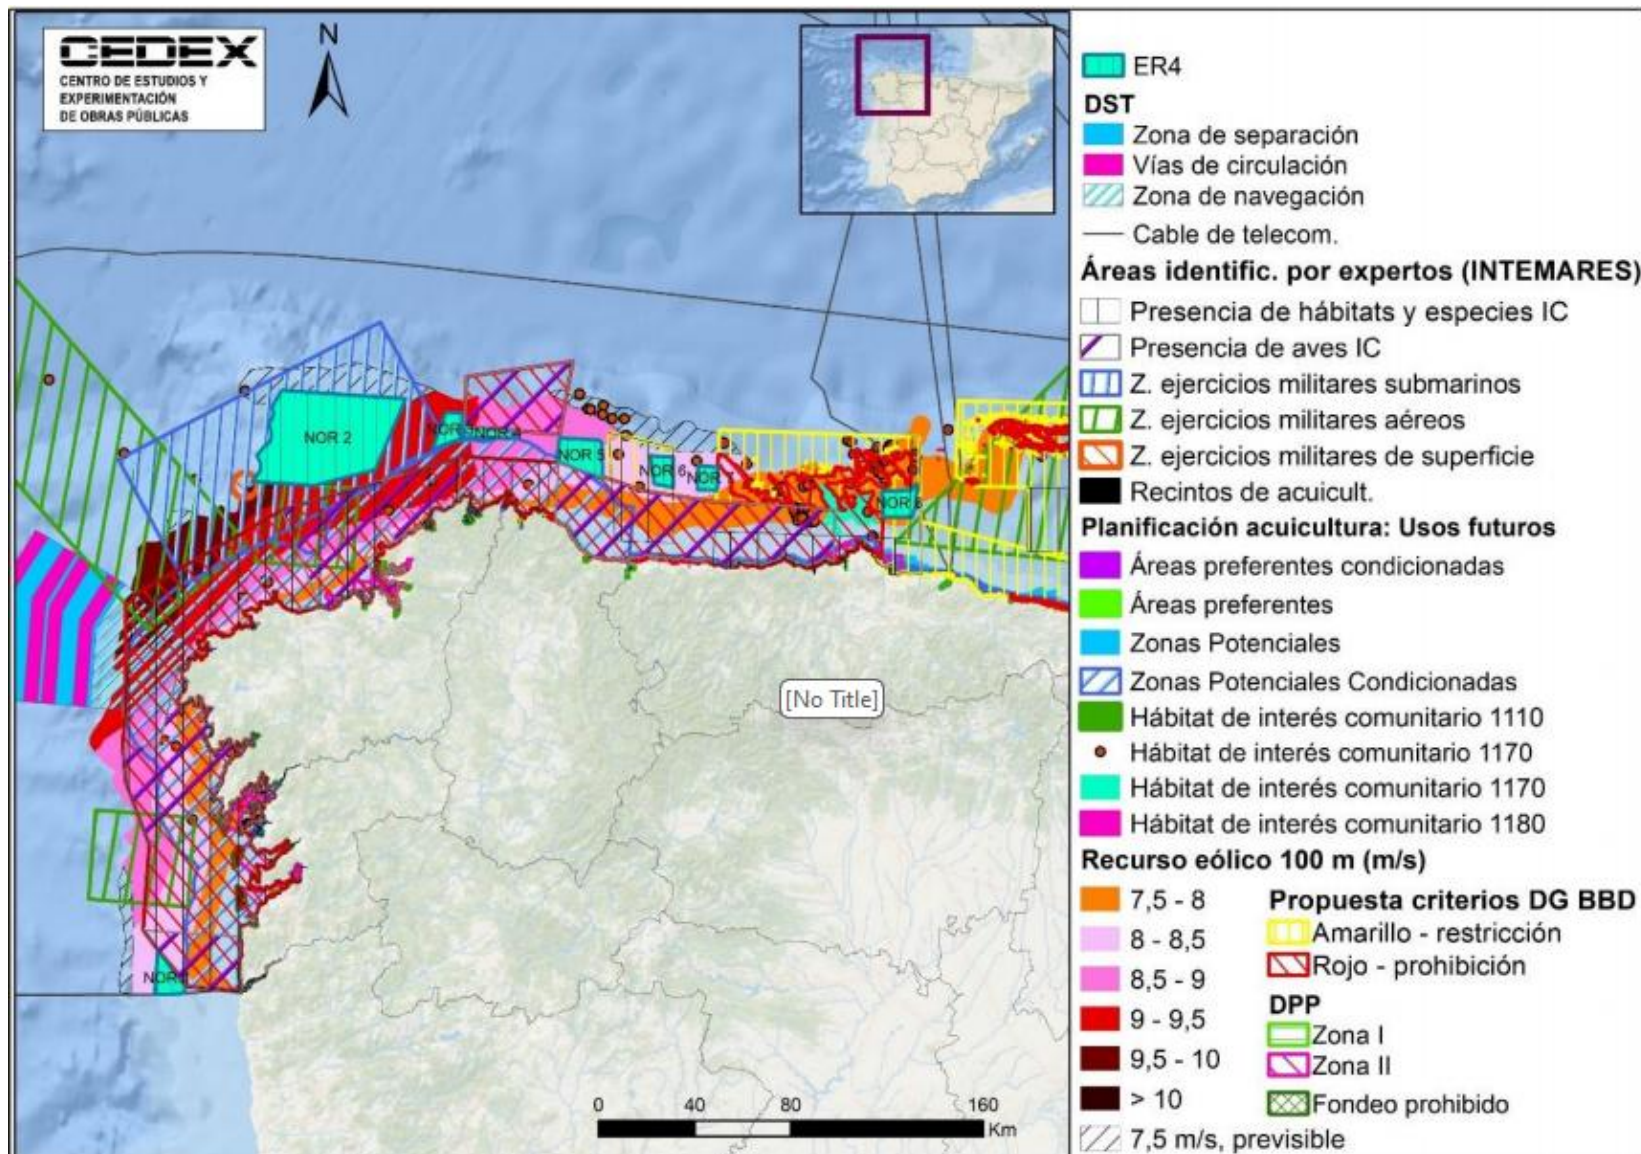 CEDEX
CENTRO DE ESTUDIOS Y
EXPERIMENTACIÓN
DE OBRAS PÚBLICAS
N
NOR 2
NOR 3
NOR 4
NOR 5
NOR 6
NOR
NOR 8
NOR
[No Title]
0 40 80 160
Km
ER4
DST
Zona de separación
Vías de circulación
Zona de navegación
Cable de telecom.
Áreas identific. por expertos (INTEMARES)
Presencia de hábitats y especies IC
Presencia de aves IC
Z. ejercicios militares submarinos
Z. ejercicios militares aéreos
Z. ejercicios militares de superficie
Recintos de acuicult.
Planificación acuicultura: Usos futuros
Áreas preferentes condicionadas
Áreas preferentes
Zonas Potenciales
Zonas Potenciales Condicionadas
Hábitat de interés comunitario 1110
Hábitat de interés comunitario 1170
Hábitat de interés comunitario 1170
Hábitat de interés comunitario 1180
Recurso eólico 100 m (m/s)
7,5 - 8
8 - 8,5
8,5 - 9
9 - 9,5
9,5 - 10
> 10
7,5 m/s, previsible
Propuesta criterios DG BBD
Amarillo - restricción
Rojo - prohibición
DPP
Zona I
Zona II
Fondeo prohibido